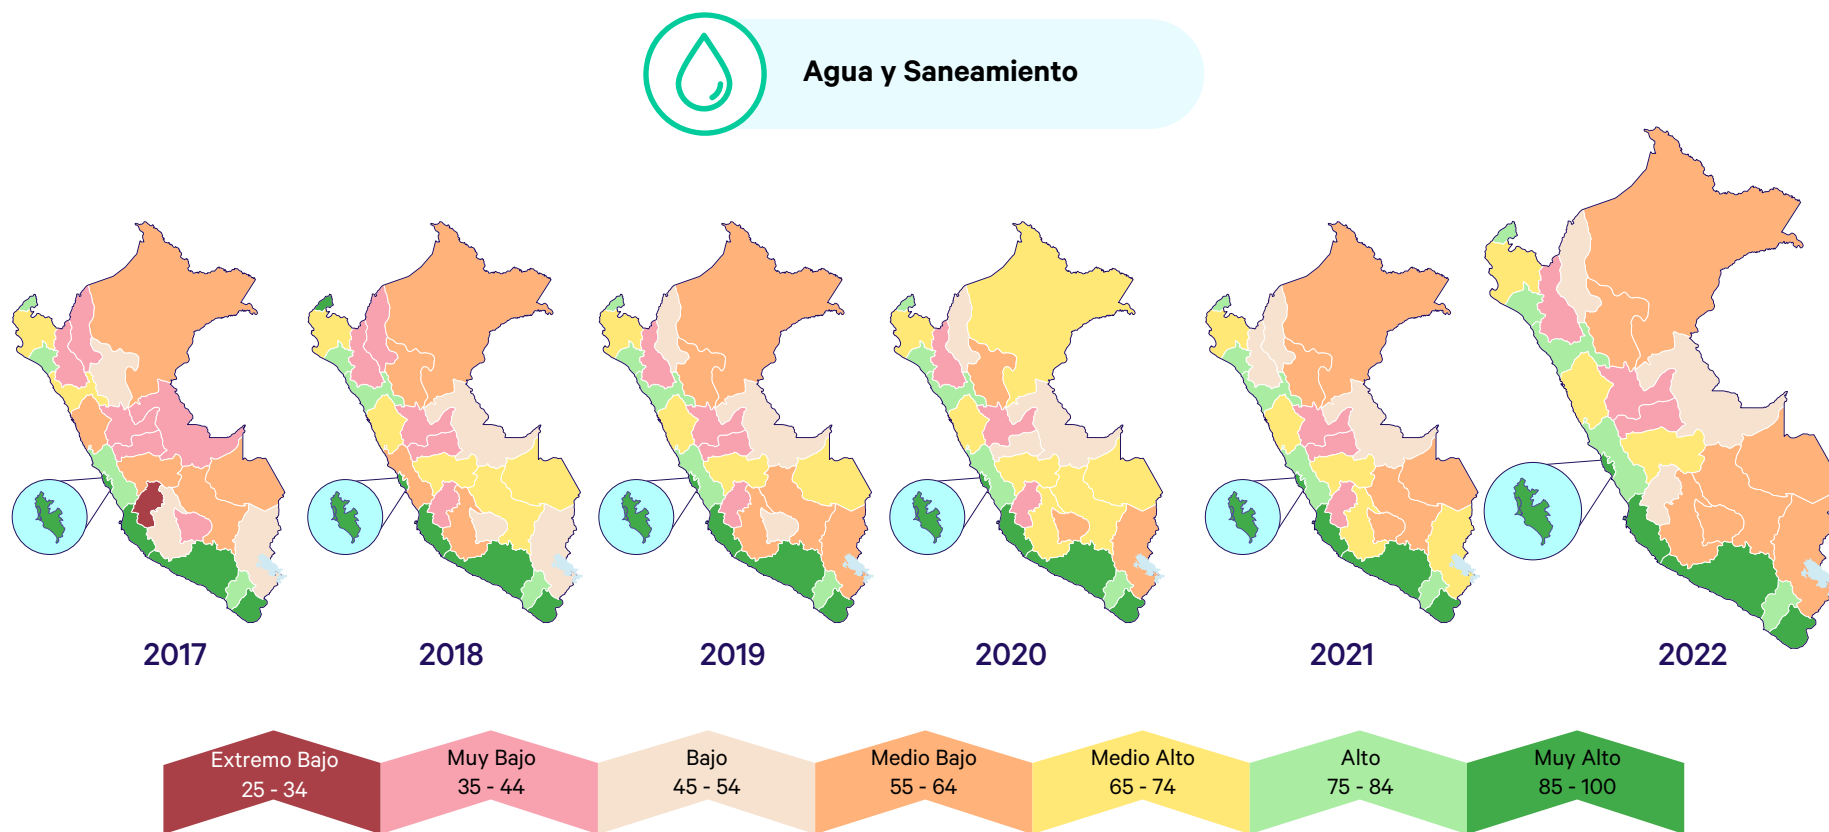 Agua y Saneamiento
2017
2018
2019
2020
2021
2022
Extremo Bajo
25 - 34
Muy Bajo
35 - 44
Bajo
45 - 54
Medio Bajo
55 - 64
Medio Alto
65 - 74
Alto
75 - 84
Muy Alto
85 - 100